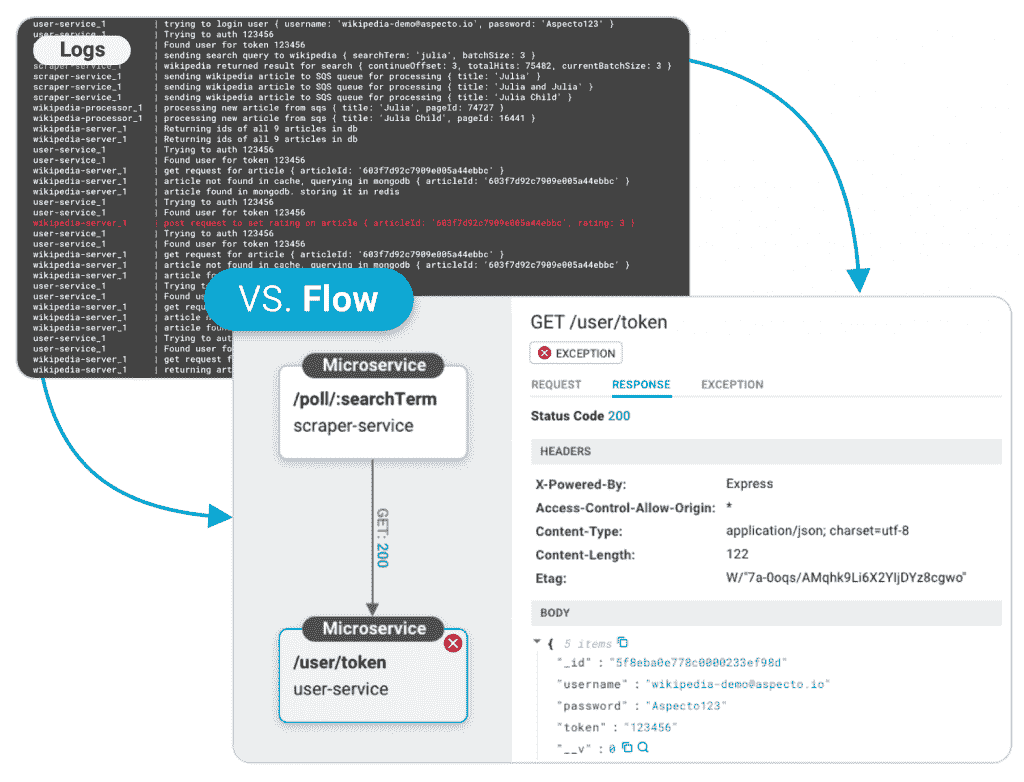 user-service_1 | trying to login user { username: 'wikipedia-demo@aspecto.io', password: 'Aspecto123' }
user-service_1 | Trying to auth 123456
| Found user for token 123456
Logs
| sending search query to wikipedia { searchTerm: 'julia', batchSize: 3 }
scraper-service_1 | wikipedia returned result for search { continueOffset: 3, totalHits: 75482, currentBatchSize: 3 }
scraper-service_1 | sending wikipedia article to SQS queue for processing { title: 'Julia' }
scraper-service_1 | sending wikipedia article to SQS queue for processing { title: 'Julia and Julia' }
scraper-service_1 | sending wikipedia article to SQS queue for processing { title: 'Julia Child' }
wikipedia-processor_1 | processing new article from sqs { title: 'Julia', pageId: 74727 }
wikipedia-processor_1 | processing new article from sqs { title: 'Julia Child', pageId: 16441 }
wikipedia-server_1 | Returning ids of all 9 articles in db
wikipedia-server_1 | Returning ids of all 9 articles in db
user-service_1 | Trying to auth 123456
user-service_1 | Found user for token 123456
wikipedia-server_1 | get request for article { articleId: '603f7d92c7909e005a44ebbc' }
wikipedia-server_1 | article not found in cache, querying in mongodb { articleId: '603f7d92c7909e005a44ebbc' }
wikipedia-server_1 | article found in mongodb. storing it in redis
user-service_1 | Trying to auth 123456
user-service_1 | Found user for token 123456
wikipedia-server_1 | post request to set rating on article { articleId: '603f7d92c7909e005a44ebbc', rating: 3 }
user-service_1 | Trying to auth 123456
user-service_1 | Found user for token 123456
wikipedia-server_1 | get request for article { articleId: '603f7d92c7909e005a44ebbc' }
wikipedia-server_1 | article not found in cache, querying in mongodb { articleId: '603f7d92c7909e005a44ebbc' }
wikipedia-server_1 | article fo
user-service_1 | Trying to
user-service_1 | Found us
wikipedia-server_1 | get requ
wikipedia-server_1 | article n
wikipedia-server_1 | article fou
user-service_1 | Trying to au
user-service_1 | Found user fo
wikipedia-server_1 | get request f
wikipedia-server_1 | returning art
VS. Flow
Microservice
/poll/:searchTerm
scraper-service
GET: 200
Microservice
/user/token
user-service
GET /user/token
EXCEPTION
REQUEST RESPONSE EXCEPTION
Status Code 200
HEADERS
X-Powered-By: Express
Access-Control-Allow-Origin: *
Content-Type: application/json; charset=utf-8
Content-Length: 122
Etag: W/"7a-0oqs/AMqhk9Li6X2YIjDYz8cgwo"
BODY
{ 5 items
"_id" : "5f8eba0e778c0000233ef98d"
"username" : "wikipedia-demo@aspecto.io"
"password" : "Aspecto123"
"token" : "123456"
"__v" : 0